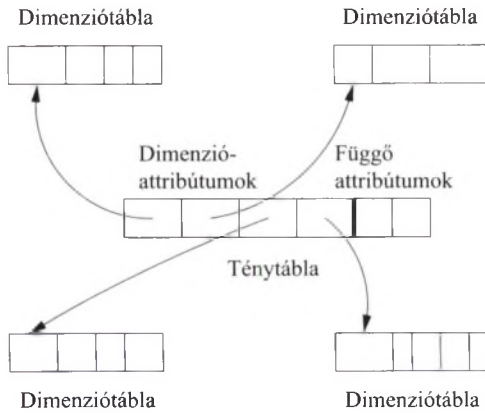 Dimenziótábla
Dimenziótábla
Dimenzió-
attribútumok
Függő
attribútumok
Ténytábla
Dimenziótábla
Dimenziótábla